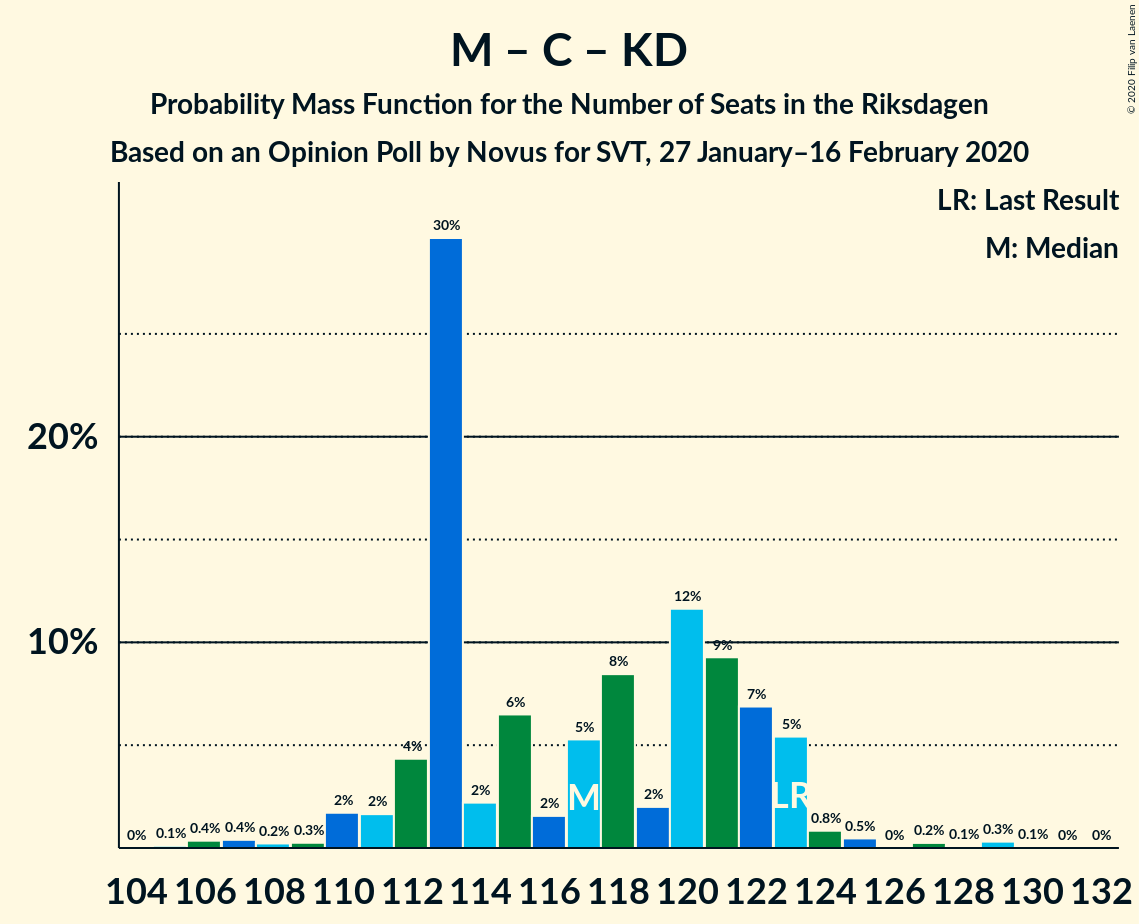 M – C – KD
Probability Mass Function for the Number of Seats in the Riksdagen
Based on an Opinion Poll by Novus for SVT, 27 January–16 February 2020
© 2020 Filip van Laenen
LR: Last Result
M: Median
20%
10%
0% 0.1% 0.4% 0.4% 0.2% 0.3% 2% 2% 4% 30% 2% 6% 2% 5% 8% 2% 12% 9% 7% 5% 0.8% 0.5% 0% 0.2% 0.1% 0.3% 0.1% 0% 0%
M LR
104 106 108 110 112 114 116 118 120 122 124 126 128 130 132